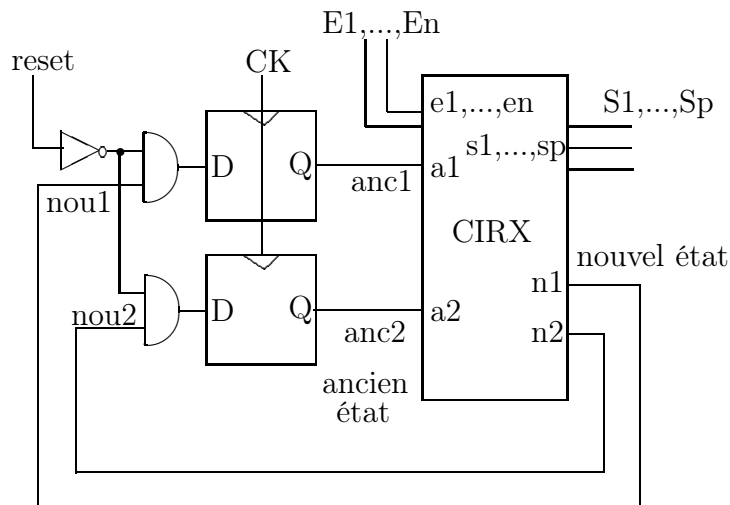 E1,...,En
reset
CK
e1,...,en
S1,...,Sp
s1,...,sp
D
Q
anc1
a1
nou1
CIRX
nouvel état
n1
nou2
D
Q
anc2
a2
n2
ancien
état